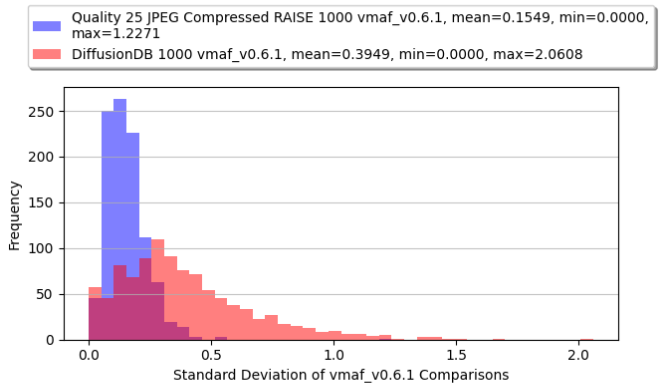 Quality 25 JPEG Compressed RAISE 1000 vmaf_v0.6.1, mean=0.1549, min=0.0000,
max=1.2271
DiffusionDB 1000 vmaf_v0.6.1, mean=0.3949, min=0.0000, max=2.0608
250
200
150
100
50
0
Frequency
0.0
0.5
1.0
1.5
2.0
Standard Deviation of vmaf_v0.6.1 Comparisons